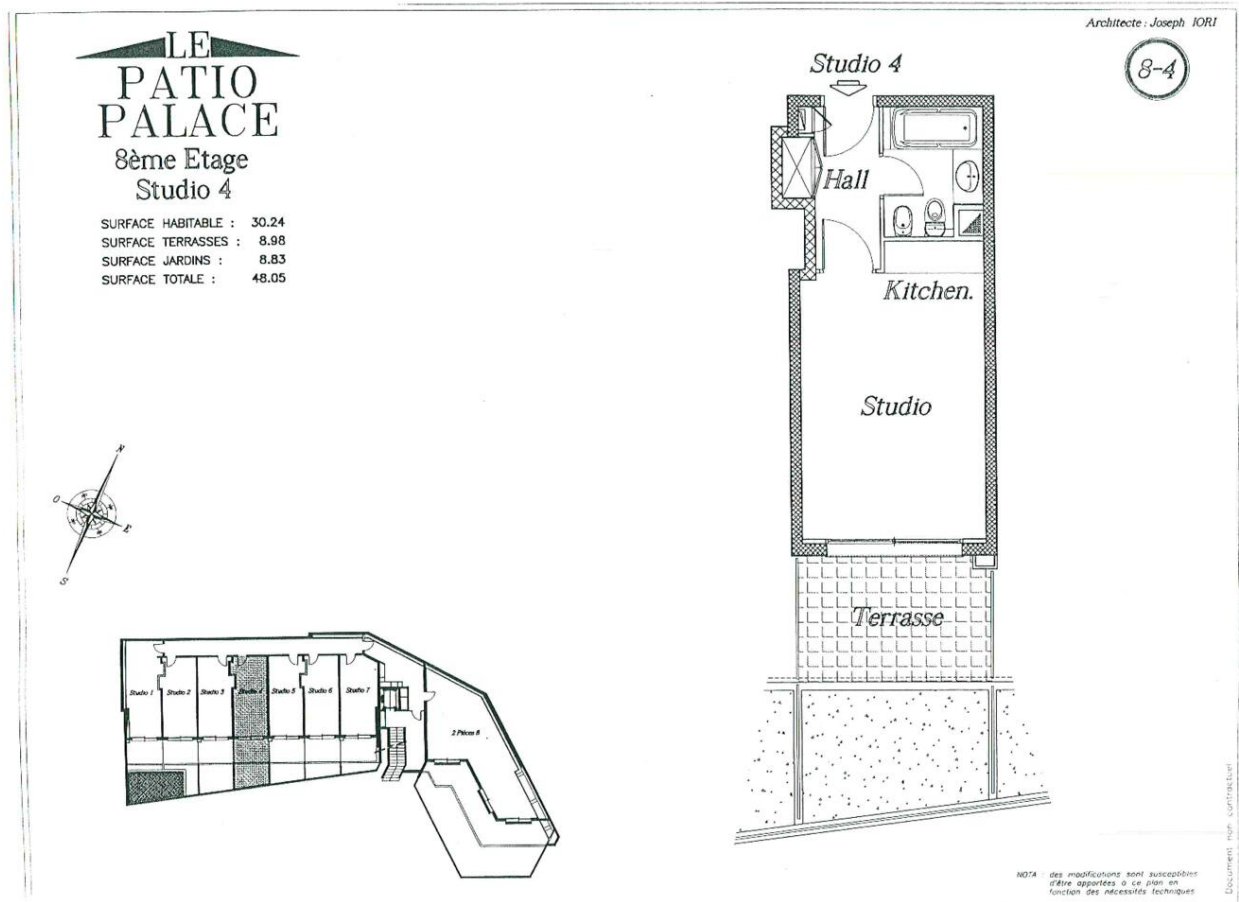 LE
PATIO
PALACE
8ème Etage
Studio 4
SURFACE HABITABLE : 30.24
SURFACE TERRASSES : 8.98
SURFACE JARDINS : 8.83
SURFACE TOTALE : 48.05
Architecte : Joseph IORI
8-4
Studio 4
Hall
Kitchen.
Studio
Terrasse
N
O
E
S
Studio 1
Studio 2
Studio 3
Studio 4
Studio 5
Studio 6
Studio 7
2 Pièces 8
NOTA : des modifications sont susceptibles
d'être apportées a ce plan en
fonction des nécessités techniques
Document non contractuel